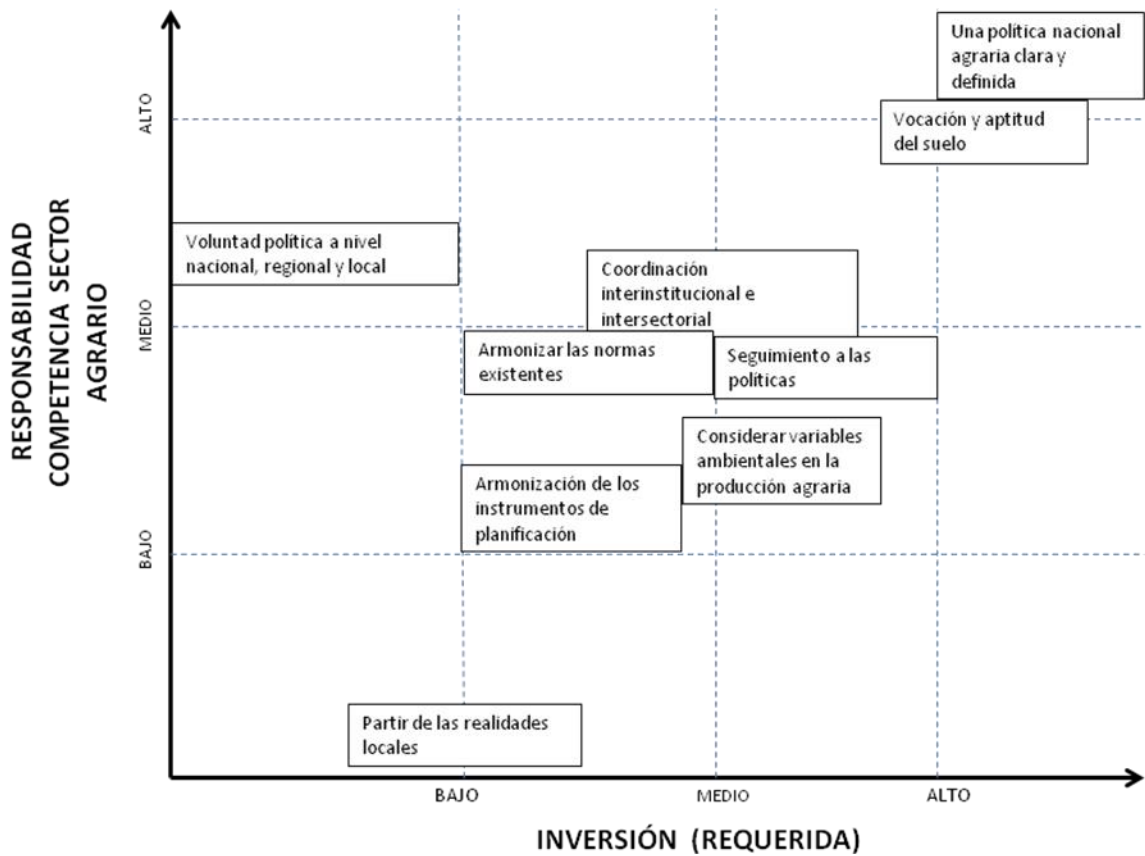 Una política nacional
agraria clara y
definida
ALTO
Vocación y aptitud
del suelo
RESPONSABILIDAD
COMPETENCIA SECTOR
AGRARIO
Voluntad política a nivel
nacional, regional y local
Coordinación
interinstitucional e
intersectorial
MEDIO
Armonizar las normas
existentes
Seguimiento a las
políticas
Considerar variables
ambientales en la
producción agraria
Armonización de los
instrumentos de
planificación
BAJO
Partir de las realidades
locales
BAJO
MEDIO
ALTO
INVERSIÓN (REQUERIDA)